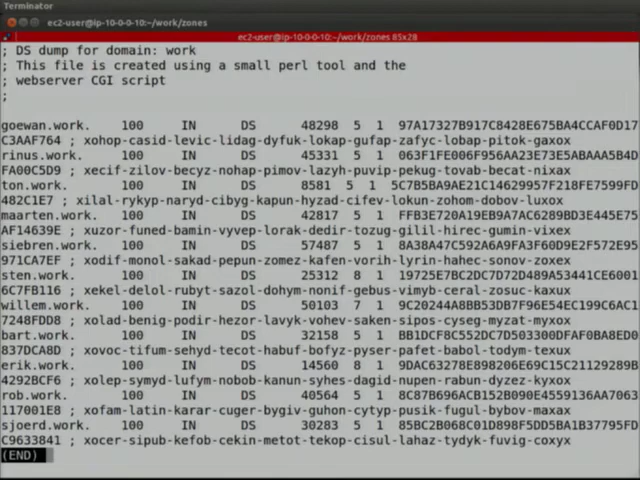 Terminator
ec2-user@ip-10-0-0-10:~/work/zones
ec2-user@ip-10-0-0-10:~/work/zones 85x28
; DS dump for domain: work
; This file is created using a small perl tool and the
; webserver CGI script
;
goewan.work. 100 IN DS 48298 5 1 97A17327B917C8428E675BA4CCAF0D17
C3AAF764 ; xohop-casid-levic-lidag-dyfuk-lokap-gufap-zafyc-lobap-pitok-gaxox
rinus.work. 100 IN DS 45331 5 1 063F1FE006F956AA23E73E5ABAAA5B4D
FA00C5D9 ; xecif-zilov-becyz-nohap-pimov-lazyh-puvip-pekug-tovab-becat-nixax
ton.work. 100 IN DS 8581 5 1 5C7B5BA9AE21C14629957F218FE7599FD
482C1E7 ; xilal-rykyp-naryd-cibyg-kapun-hyzad-cifev-lokun-zohom-dobov-luxox
maarten.work. 100 IN DS 42817 5 1 FFB3E720A19EB9A7AC6289BD3E445E75
AF14639E ; xuzor-funed-bamin-vyvep-lorak-dedir-tozug-gilil-hirec-gumin-vixex
siebren.work. 100 IN DS 57487 5 1 8A38A47C592A6A9FA3F60D9E2F572E95
971CA7EF ; xodif-monol-sakad-pepun-zomez-kafen-vorih-lyrin-hahec-sonov-zoxex
sten.work. 100 IN DS 25312 8 1 19725E7BC2DC7D72D489A53441CE6001
6C7FB116 ; xekel-delol-rubyt-sazol-dohym-nonif-gebus-vimyb-ceral-zosuc-kaxux
willem.work. 100 IN DS 50103 7 1 9C20244A8BB53DB7F96E54EC199C6AC1
7248FDD8 ; xolad-benig-podir-hezor-lavyk-vohev-saken-sipos-cyseg-myzat-myxox
bart.work. 100 IN DS 32158 5 1 BB1DCF8C552DC7D503300DFAF0BA8ED0
837DCA8D ; xovoc-tifum-sehyd-tecot-habuf-bofyz-pyser-pafet-babol-todym-texux
erik.work. 100 IN DS 14560 8 1 9DAC63278E898206E69C15C21129289B
4292BCF6 ; xolep-symyd-lufym-nobob-kanun-syhes-dagid-nupen-rabun-dyzez-kyxox
rob.work. 100 IN DS 40564 5 1 8C87B696ACB152B090E4559136AA7063
117001E8 ; xofam-latin-karar-cuger-bygiv-guhon-cytyp-pusik-fugul-bybov-maxax
sjoerd.work. 100 IN DS 30283 5 1 85BC2B068C01D898F5DD5BA1B37795FD
C9633841 ; xocer-sipub-kefob-cekin-metot-tekop-cisul-lahaz-tydyk-fuvig-coxyx
(END)